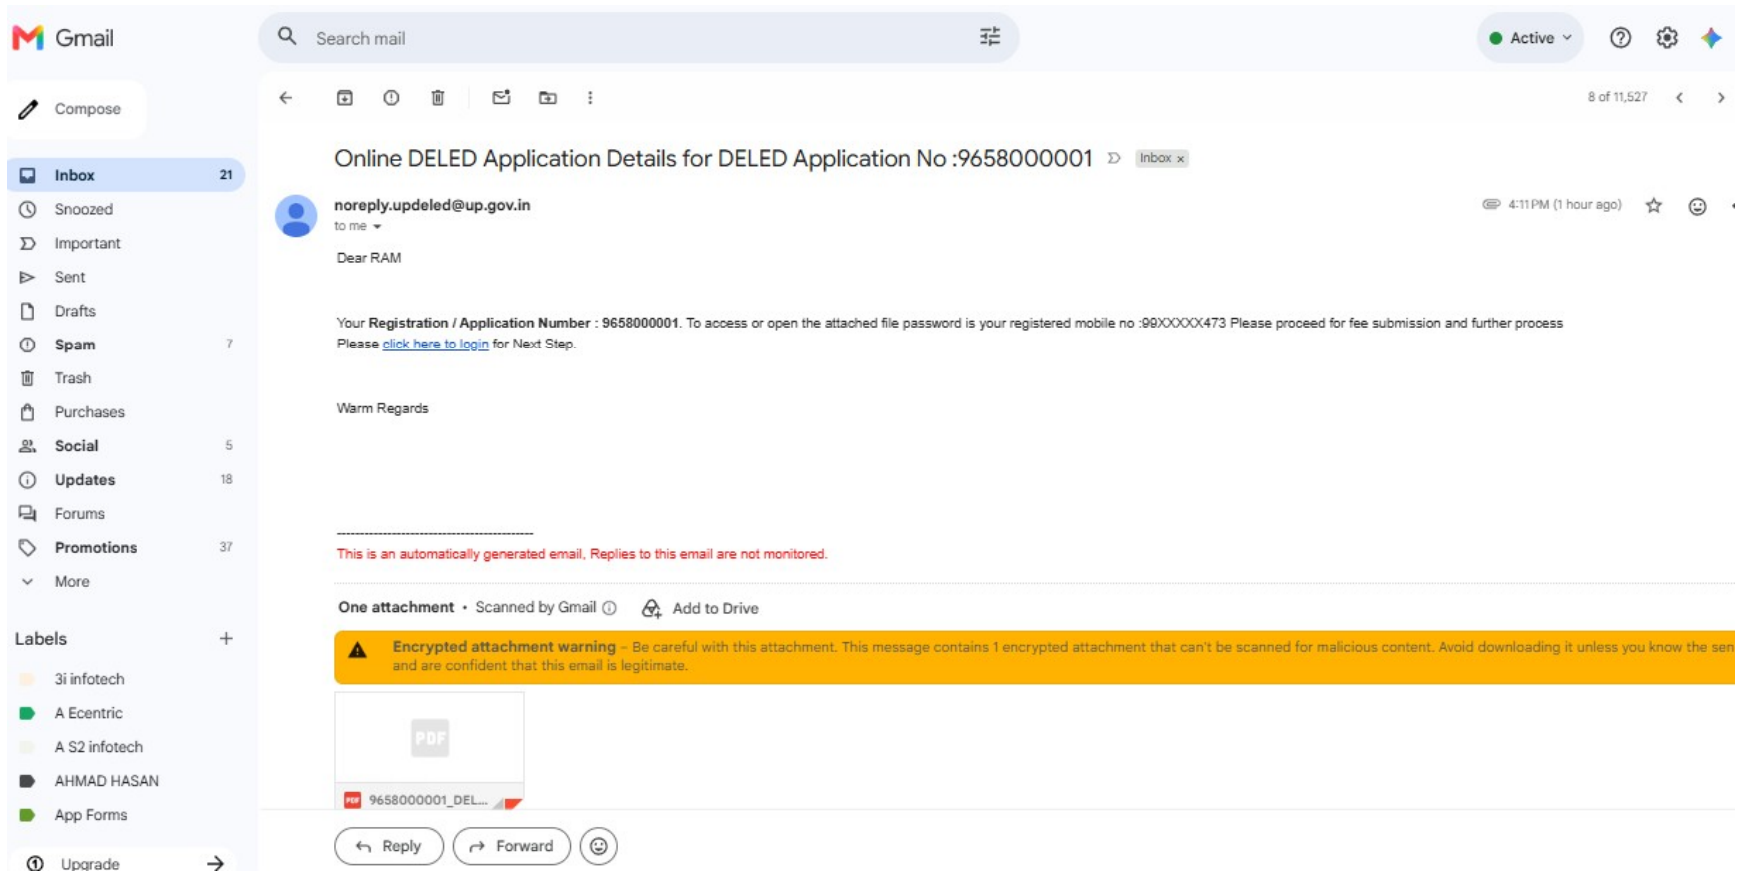 Gmail
Search mail
Active
Compose
8 of 11,527
Online DELED Application Details for DELED Application No :9658000001
Inbox x
Inbox 21
Snoozed
Important
Sent
Drafts
Spam 7
Trash
Purchases
Social 5
Updates 18
Forums
Promotions 37
More
Labels +
3i infotech
A Ecentric
A S2 infotech
AHMAD HASAN
App Forms
Upgrade
noreply.updeled@up.gov.in
4:11 PM (1 hour ago)
to me
Dear RAM
Your Registration / Application Number : 9658000001. To access or open the attached file password is your registered mobile no :99XXXXX473 Please proceed for fee submission and further process
Please click here to login for Next Step.
Warm Regards
-------------------------------------------
This is an automatically generated email, Replies to this email are not monitored.
One attachment • Scanned by Gmail
Add to Drive
Encrypted attachment warning – Be careful with this attachment. This message contains 1 encrypted attachment that can't be scanned for malicious content. Avoid downloading it unless you know the sen
and are confident that this email is legitimate.
PDF
PDF 9658000001_DEL...
Reply
Forward